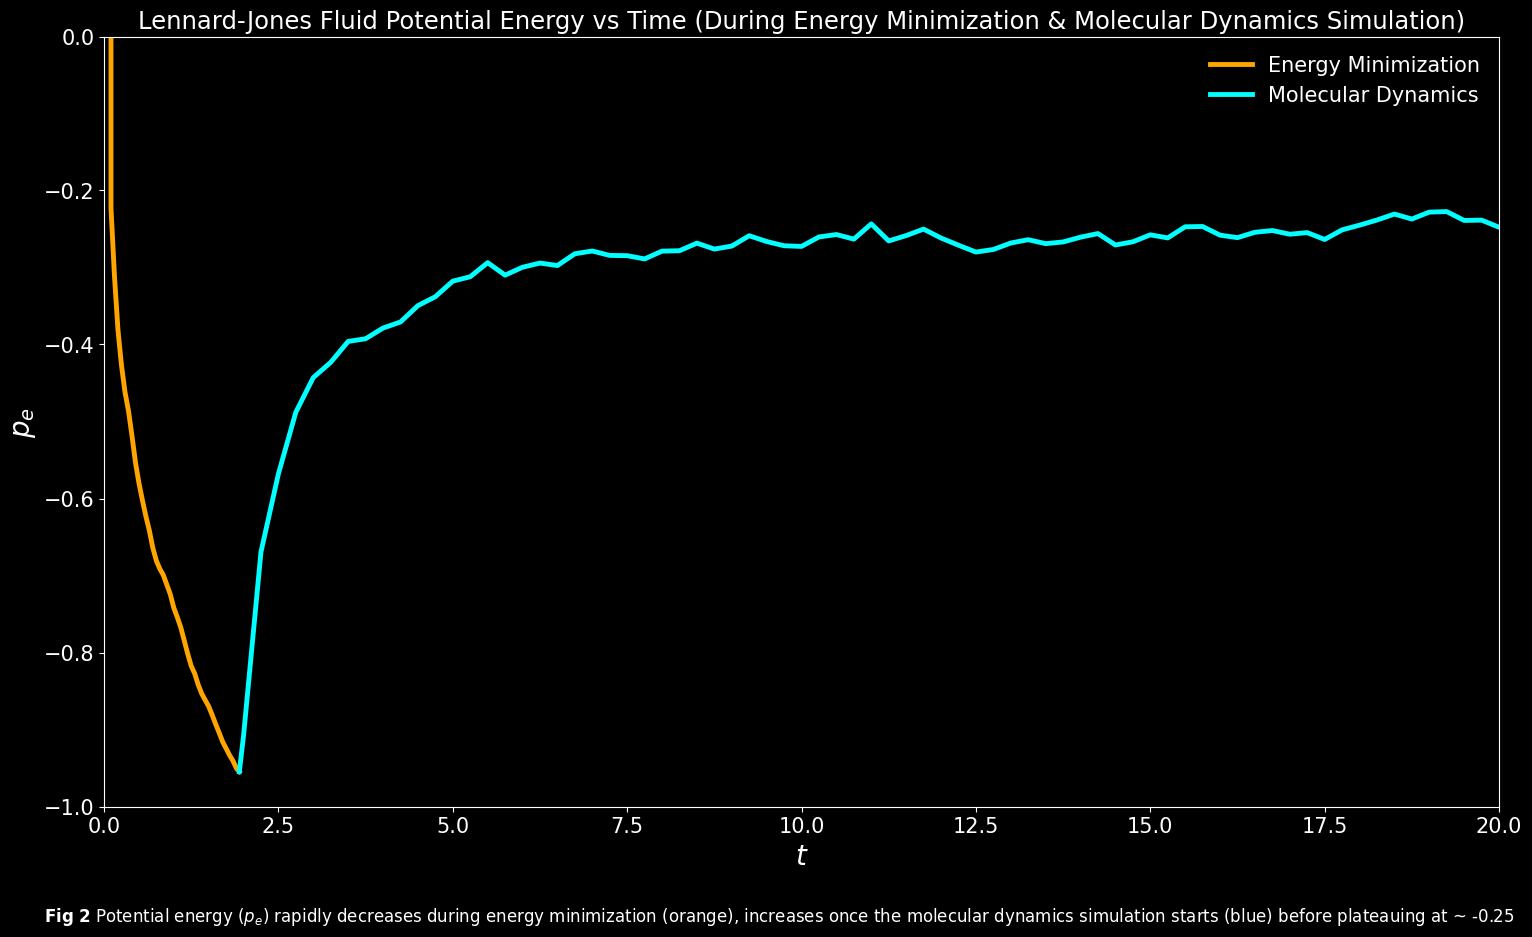 Lennard-Jones Fluid Potential Energy vs Time (During Energy Minimization & Molecular Dynamics Simulation)
Energy Minimization
Molecular Dynamics
0.0
−0.2
−0.4
−0.6
−0.8
−1.0
pₑ
0.0 2.5 5.0 7.5 10.0 12.5 15.0 17.5 20.0
t
Fig 2 Potential energy (pₑ) rapidly decreases during energy minimization (orange), increases once the molecular dynamics simulation starts (blue) before plateauing at ~ -0.25